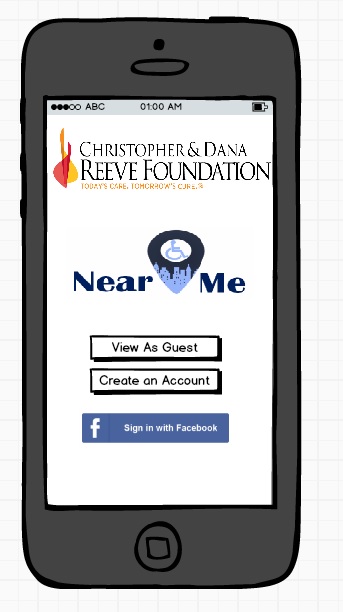 ABC 01:00 AM
CHRISTOPHER & DANA
REEVE FOUNDATION
TODAY'S CARE. TOMORROW'S CURE.®
Near Me
View As Guest
Create an Account
f Sign in with Facebook